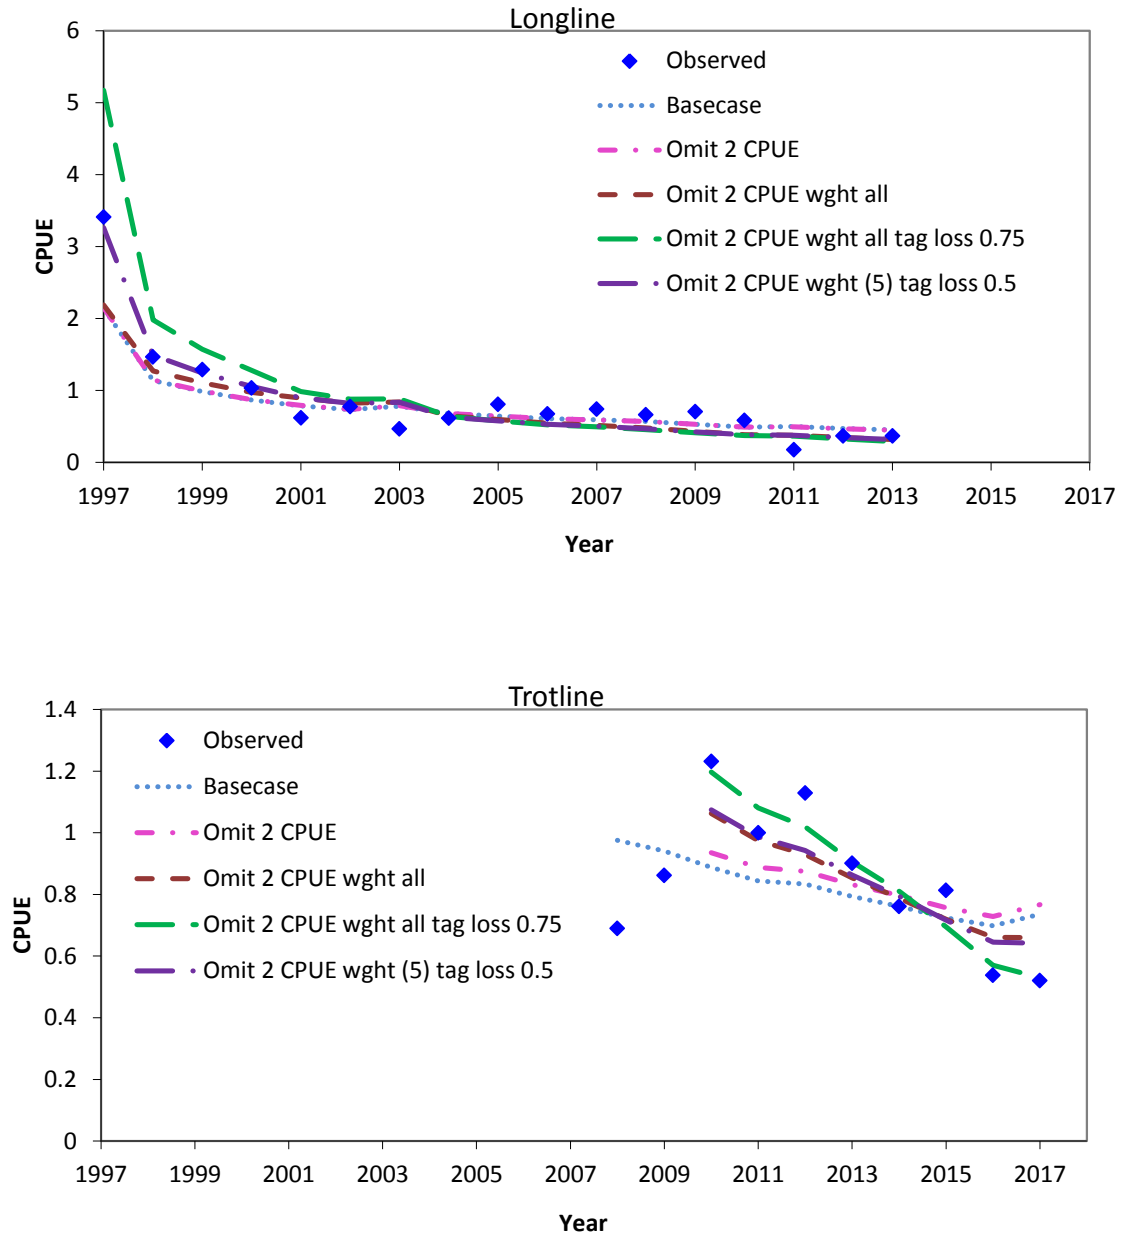 Longline
6
5
4
3
2
1
0
CPUE
Observed
Basecase
Omit 2 CPUE
Omit 2 CPUE wght all
Omit 2 CPUE wght all tag loss 0.75
Omit 2 CPUE wght (5) tag loss 0.5
1997 1999 2001 2003 2005 2007 2009 2011 2013 2015 2017
Year
Trotline
1.4
1.2
1
0.8
0.6
0.4
0.2
0
CPUE
Observed
Basecase
Omit 2 CPUE
Omit 2 CPUE wght all
Omit 2 CPUE wght all tag loss 0.75
Omit 2 CPUE wght (5) tag loss 0.5
1997 1999 2001 2003 2005 2007 2009 2011 2013 2015 2017
Year